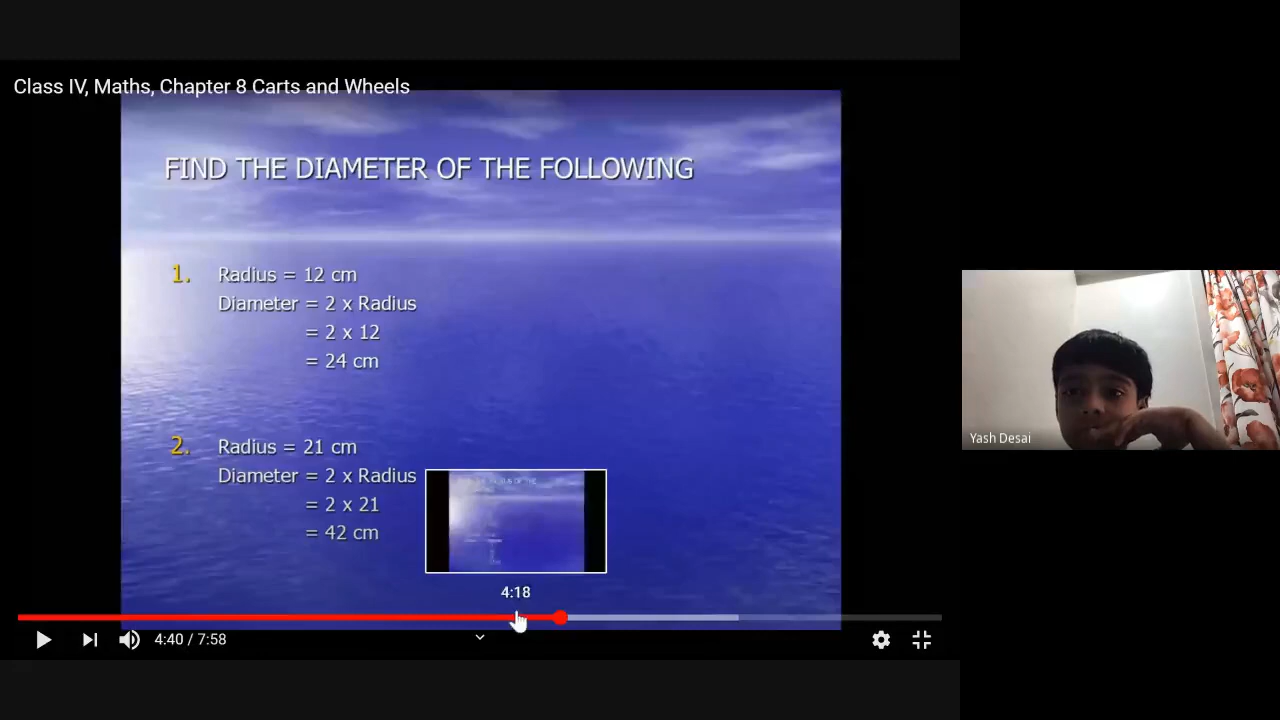 Class IV, Maths, Chapter 8 Carts and Wheels
FIND THE DIAMETER OF THE FOLLOWING
1. Radius = 12 cm
Diameter = 2 x Radius
= 2 x 12
= 24 cm
2. Radius = 21 cm
Diameter = 2 x Radius
= 2 x 21
= 42 cm
4:18
4:40 / 7:58
Yash Desai